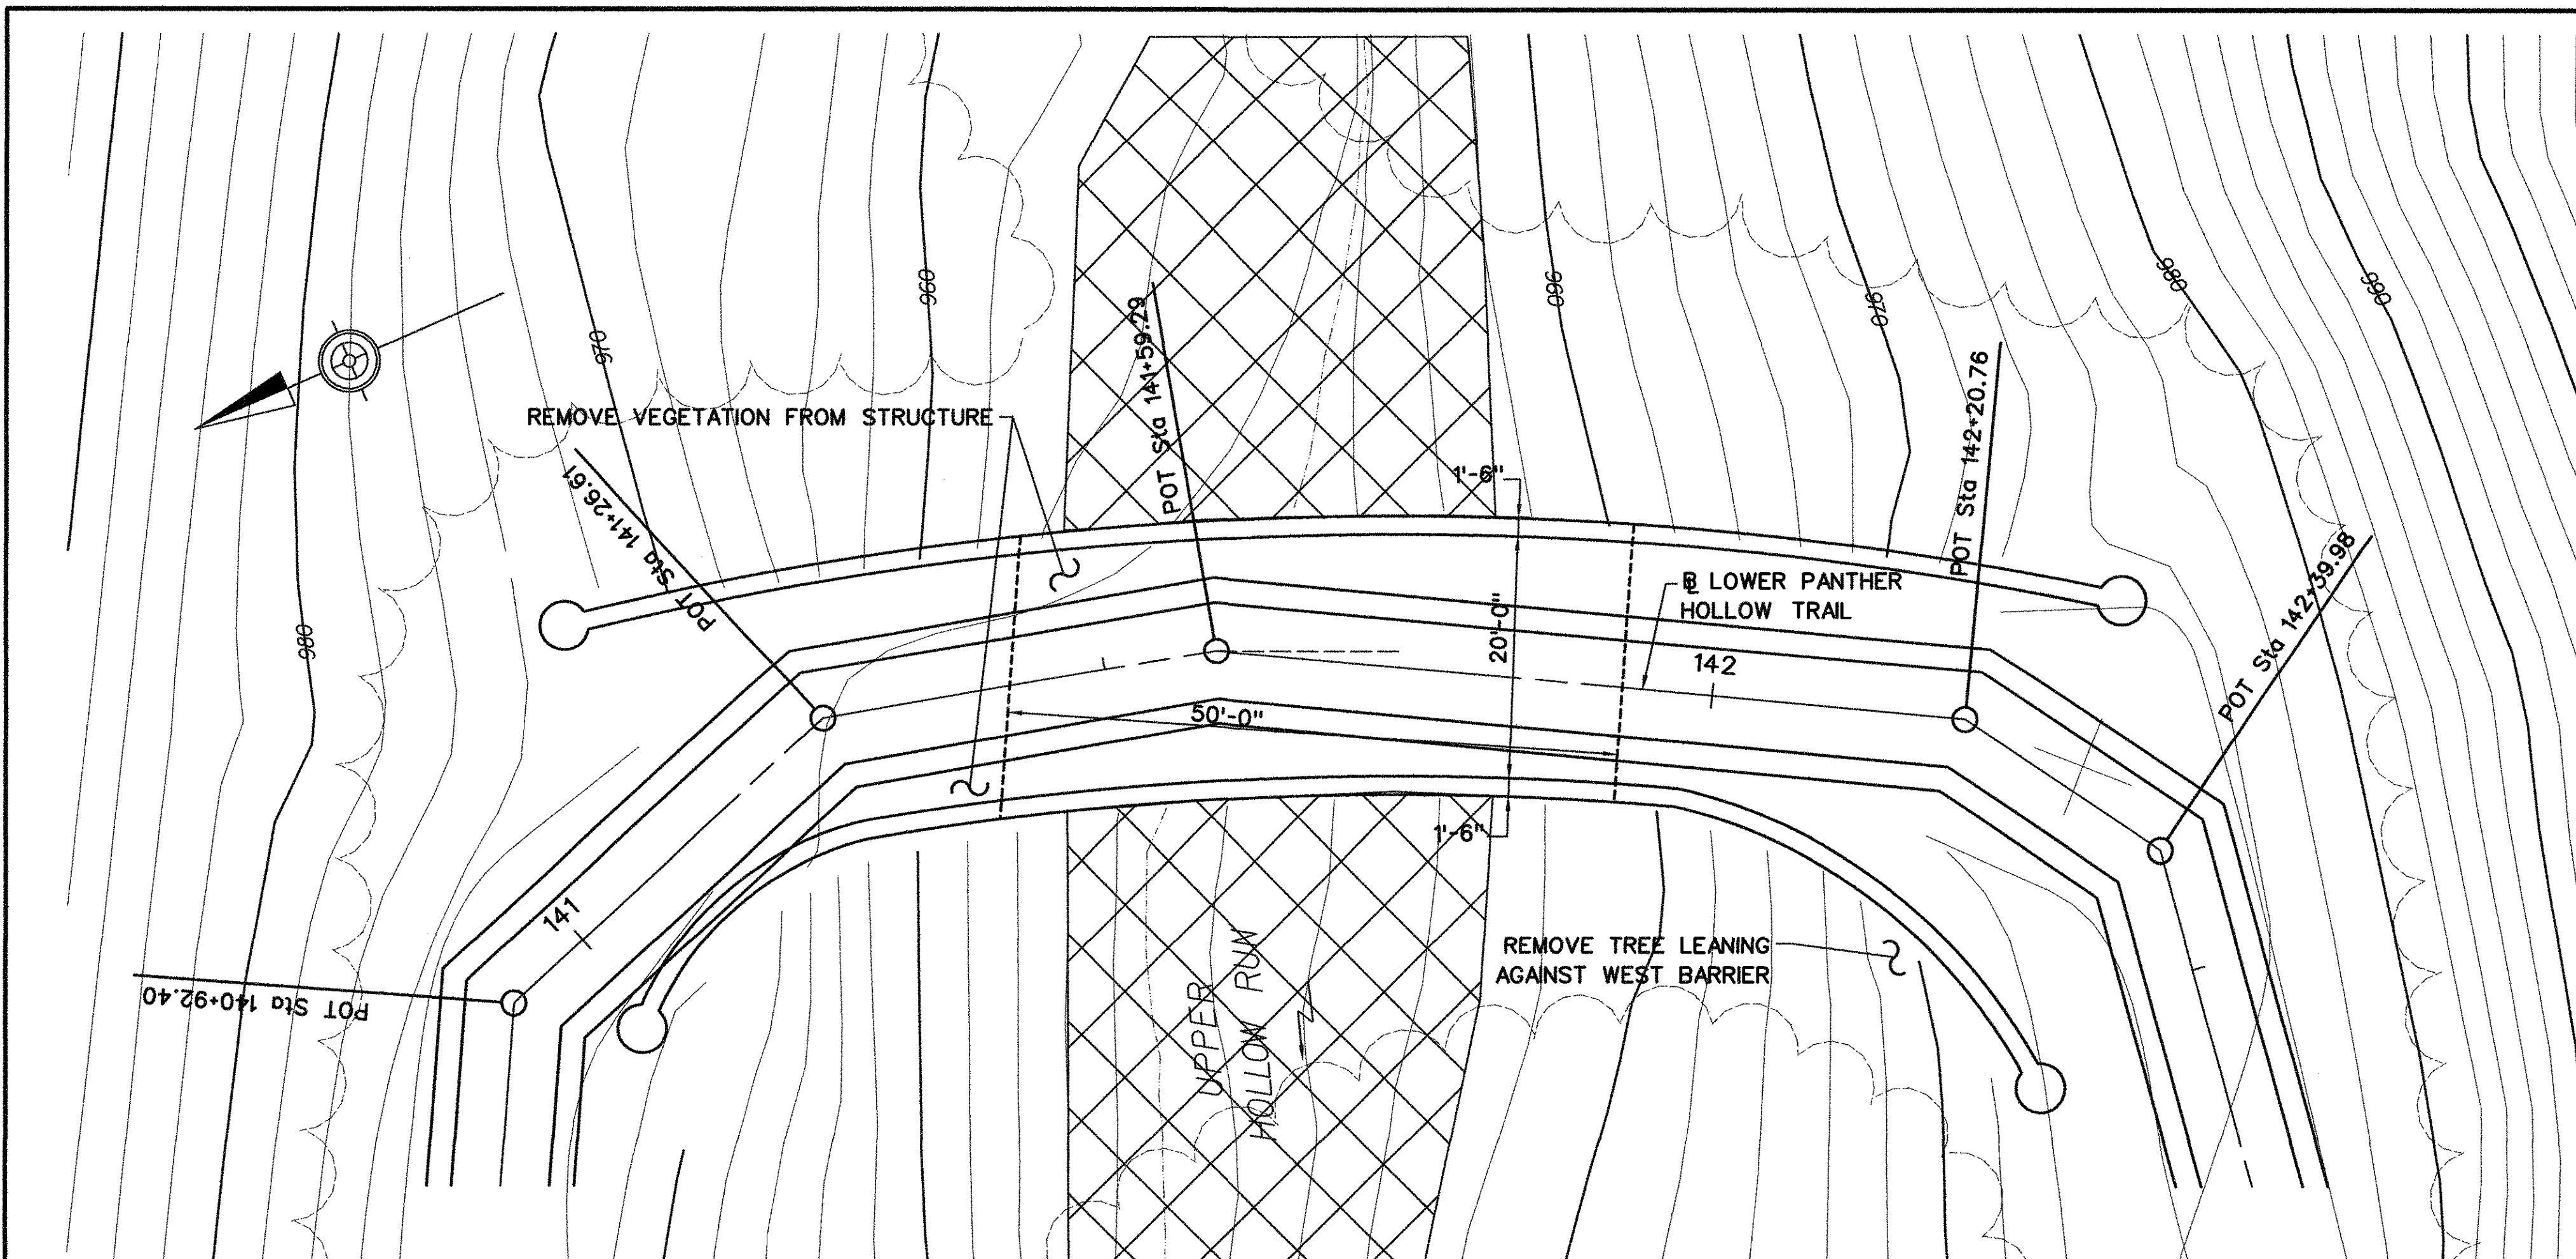 960
960
970
980
990
970
POT Sta 141+59.29
REMOVE VEGETATION FROM STRUCTURE
POT Sta 142+20.76
1'-6"
POT Sta 141+26.61
POT Sta 142+39.98
℄ LOWER PANTHER
HOLLOW TRAIL
20'-0"
980
142
50'-0"
1'-6"
141
REMOVE TREE LEANING
AGAINST WEST BARRIER
POT Sta 140+92.40
UPPER
HOLLOW RUN